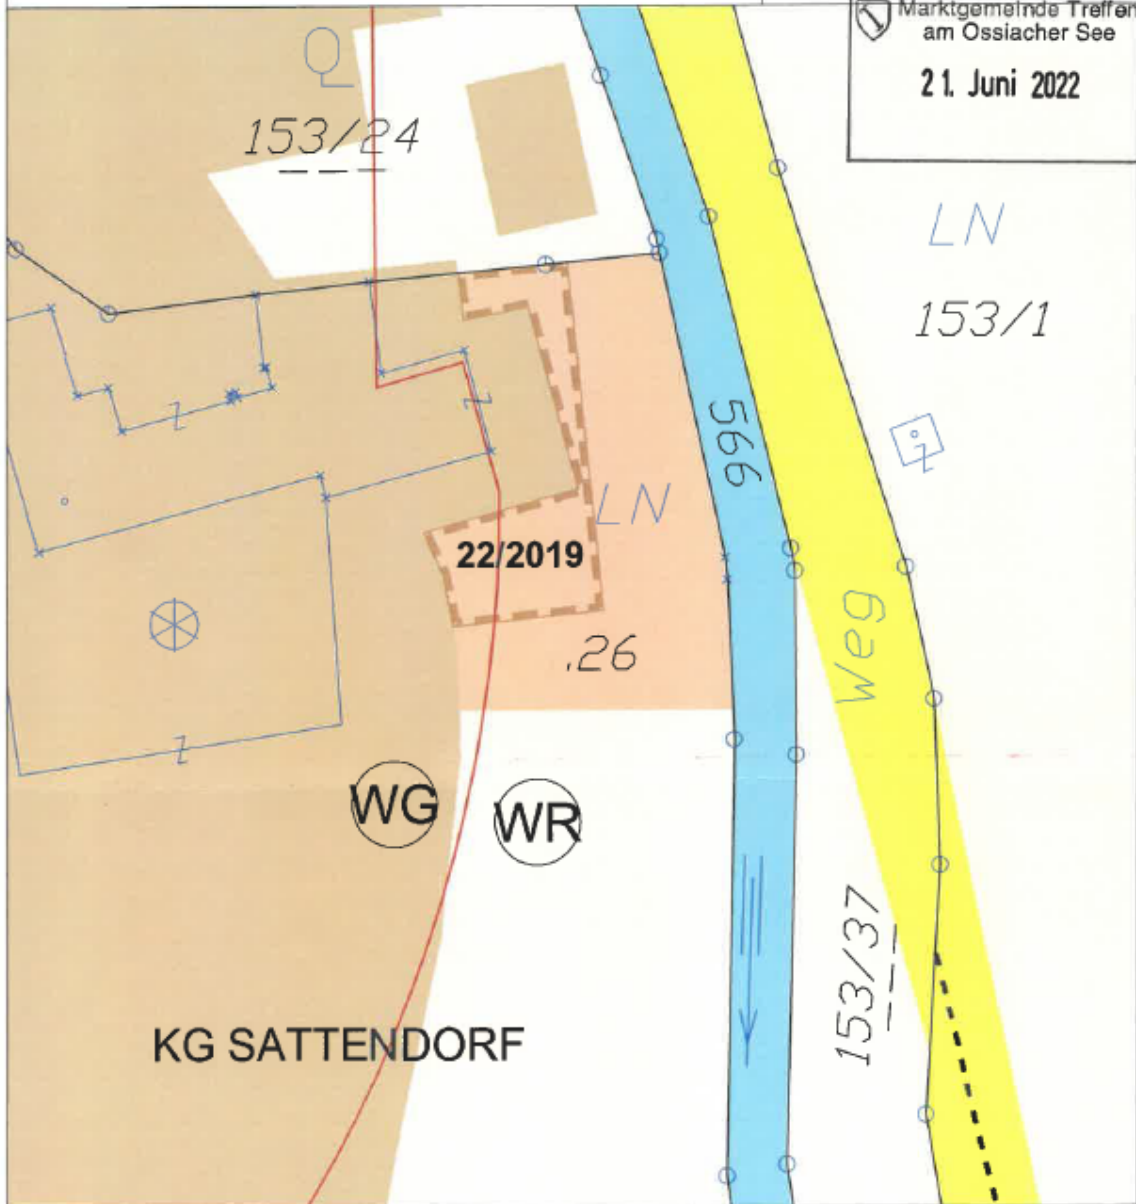 Marktgemeinde Treffen
am Ossiacher See
21. Juni 2022
153/24
LN
153/1
566
LN
22/2019
Weg
.26
WG
WR
153/37
KG SATTENDORF